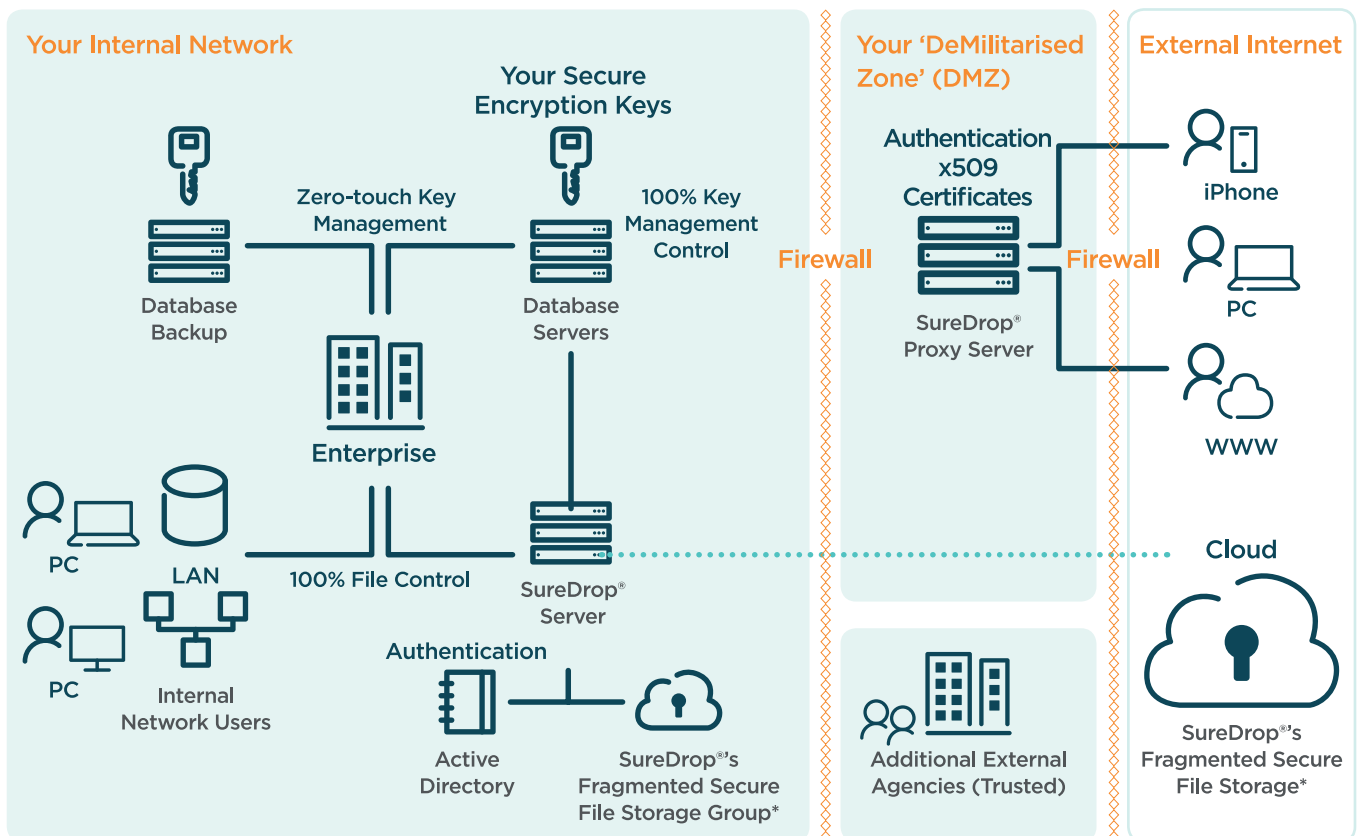 Your Internal Network
Your Secure
Encryption Keys
Zero-touch Key
Management
100% Key
Management
Control
Database
Backup
Database
Servers
Enterprise
PC
LAN
100% File Control
SureDrop®
Server
PC
Internal
Network Users
Authentication
Active
Directory
SureDrop®'s
Fragmented Secure
File Storage Group*
Firewall
Your ‘DeMilitarised
Zone’ (DMZ)
Authentication
x509
Certificates
SureDrop®
Proxy Server
Additional External
Agencies (Trusted)
Firewall
External Internet
iPhone
PC
WWW
Cloud
SureDrop®'s
Fragmented Secure
File Storage*